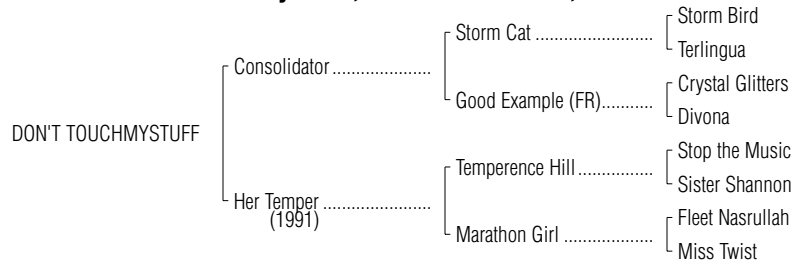 Storm Bird
Storm Cat
Terlingua
Consolidator
Crystal Glitters
Good Example (FR)
Divona
DON'T TOUCHMYSTUFF
Stop the Music
Temperence Hill
Sister Shannon
Her Temper
(1991)
Fleet Nasrullah
Marathon Girl
Miss Twist